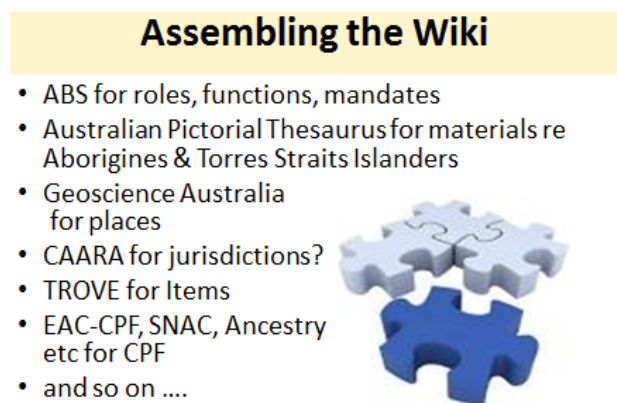 Assembling the Wiki
• ABS for roles, functions, mandates
• Australian Pictorial Thesaurus for materials re
Aborigines & Torres Straits Islanders
• Geoscience Australia
for places
• CAARA for jurisdictions?
• TROVE for Items
• EAC-CPF, SNAC, Ancestry
etc for CPF
• and so on ....